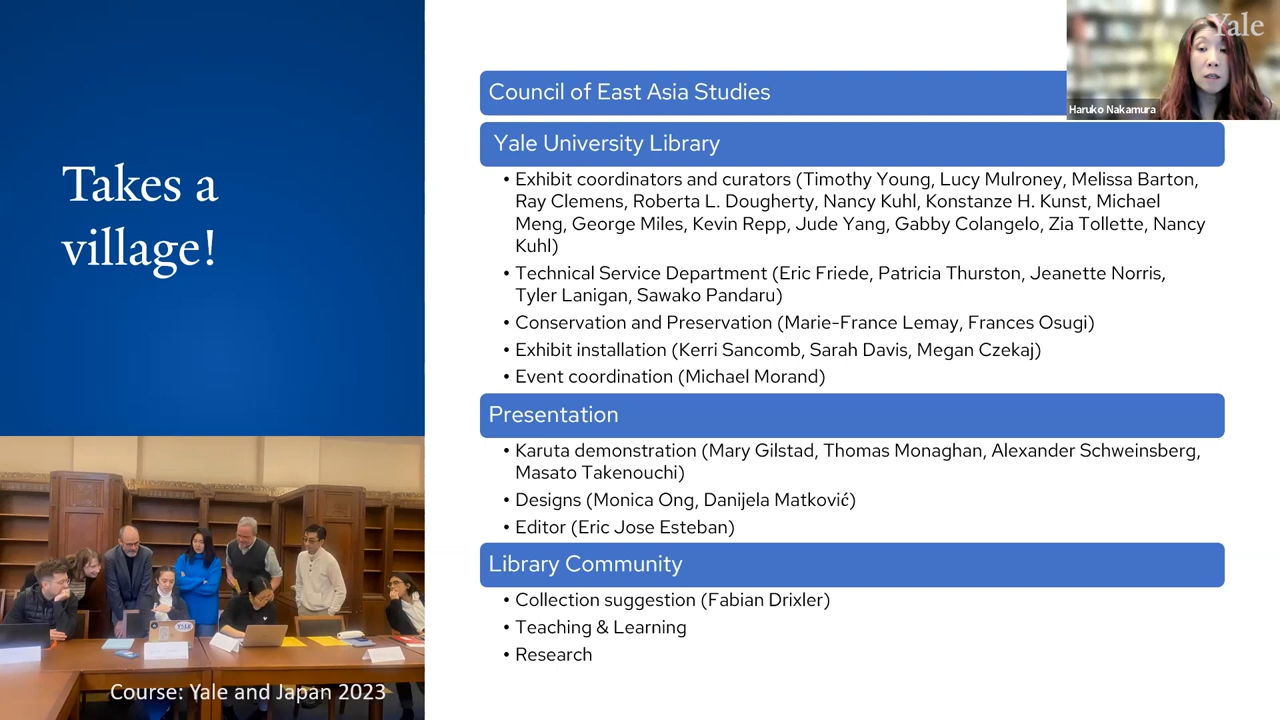 Takes a
village!
Course: Yale and Japan 2023
Council of East Asia Studies
Yale University Library
• Exhibit coordinators and curators (Timothy Young, Lucy Mulroney, Melissa Barton,
Ray Clemens, Roberta L. Dougherty, Nancy Kuhl, Konstanze H. Kunst, Michael
Meng, George Miles, Kevin Repp, Jude Yang, Gabby Colangelo, Zia Tollette, Nancy
Kuhl)
• Technical Service Department (Eric Friede, Patricia Thurston, Jeanette Norris,
Tyler Lanigan, Sawako Pandaru)
• Conservation and Preservation (Marie-France Lemay, Frances Osugi)
• Exhibit installation (Kerri Sancomb, Sarah Davis, Megan Czekaj)
• Event coordination (Michael Morand)
Presentation
• Karuta demonstration (Mary Gilstad, Thomas Monaghan, Alexander Schweinsberg,
Masato Takenouchi)
• Designs (Monica Ong, Danijela Matković)
• Editor (Eric Jose Esteban)
Library Community
• Collection suggestion (Fabian Drixler)
• Teaching & Learning
• Research
Yale
Haruko Nakamura
YALE